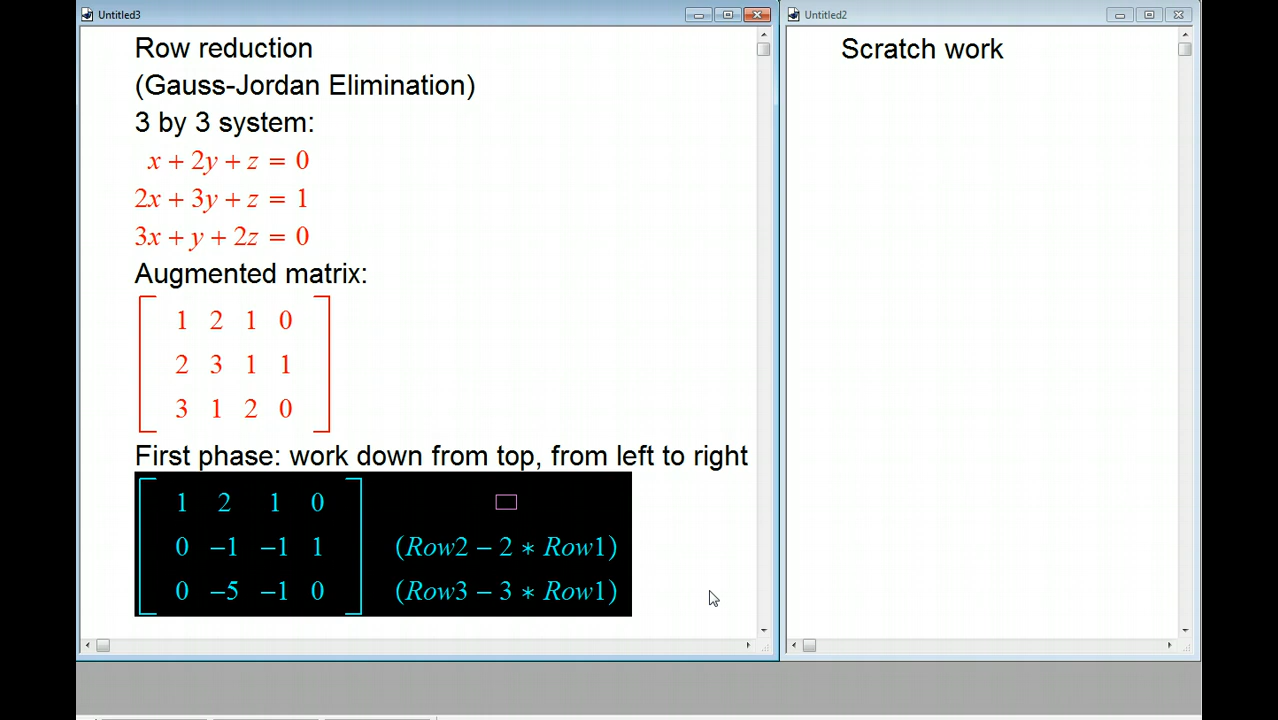 Untitled3
Row reduction
(Gauss-Jordan Elimination)
3 by 3 system:
x + 2y + z = 0
2x + 3y + z = 1
3x + y + 2z = 0
Augmented matrix:
1 2 1 0
2 3 1 1
3 1 2 0
First phase: work down from top, from left to right
1 2 1 0
0 −1 −1 1 (Row2 − 2 ∗ Row1)
0 −5 −1 0 (Row3 − 3 ∗ Row1)
Untitled2
Scratch work